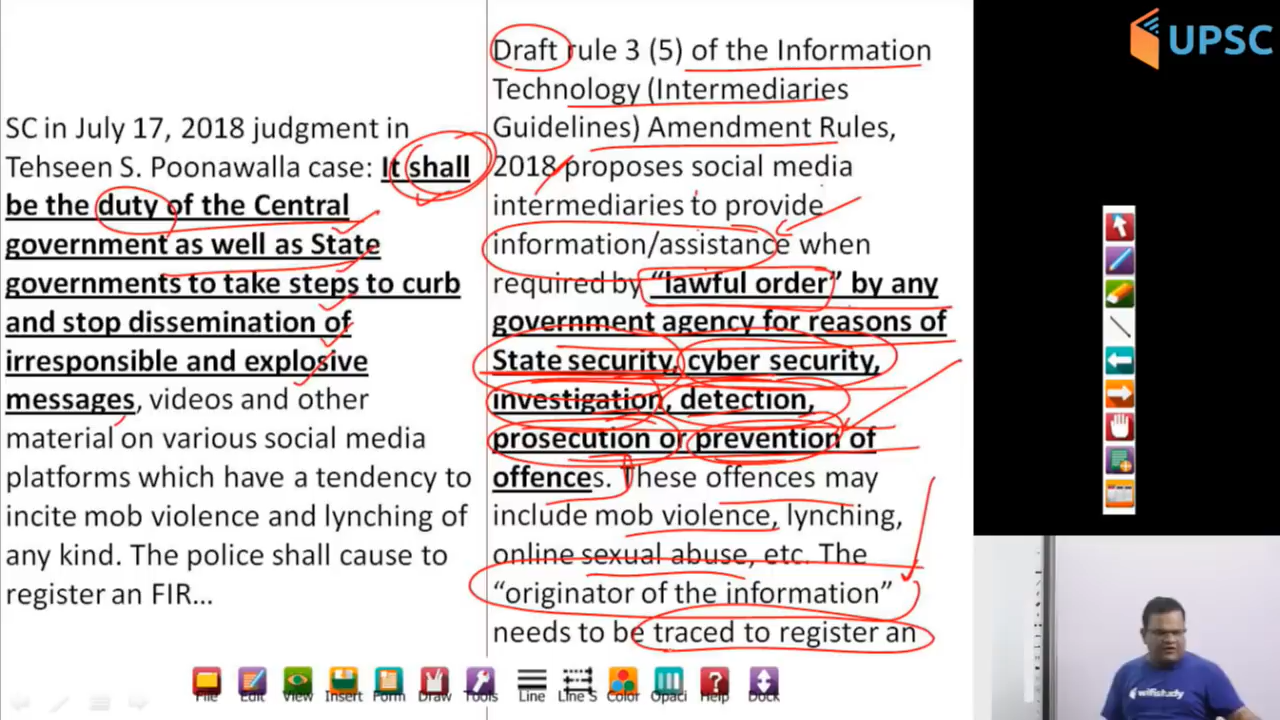 SC in July 17, 2018 judgment in
Tehseen S. Poonawalla case: It shall
be the duty of the Central
government as well as State
governments to take steps to curb
and stop dissemination of
irresponsible and explosive
messages, videos and other
material on various social media
platforms which have a tendency to
incite mob violence and lynching of
any kind. The police shall cause to
register an FIR...
Draft rule 3 (5) of the Information
Technology (Intermediaries
Guidelines) Amendment Rules,
2018 proposes social media
intermediaries to provide
information/assistance when
required by “lawful order” by any
government agency for reasons of
State security, cyber security,
investigation, detection,
prosecution or prevention of
offences. These offences may
include mob violence, lynching,
online sexual abuse, etc. The
“originator of the information”
needs to be traced to register an
UPSC
File Edit View Insert Form Draw Tools Line Line S Color Opaci Help Dock
wifistudy